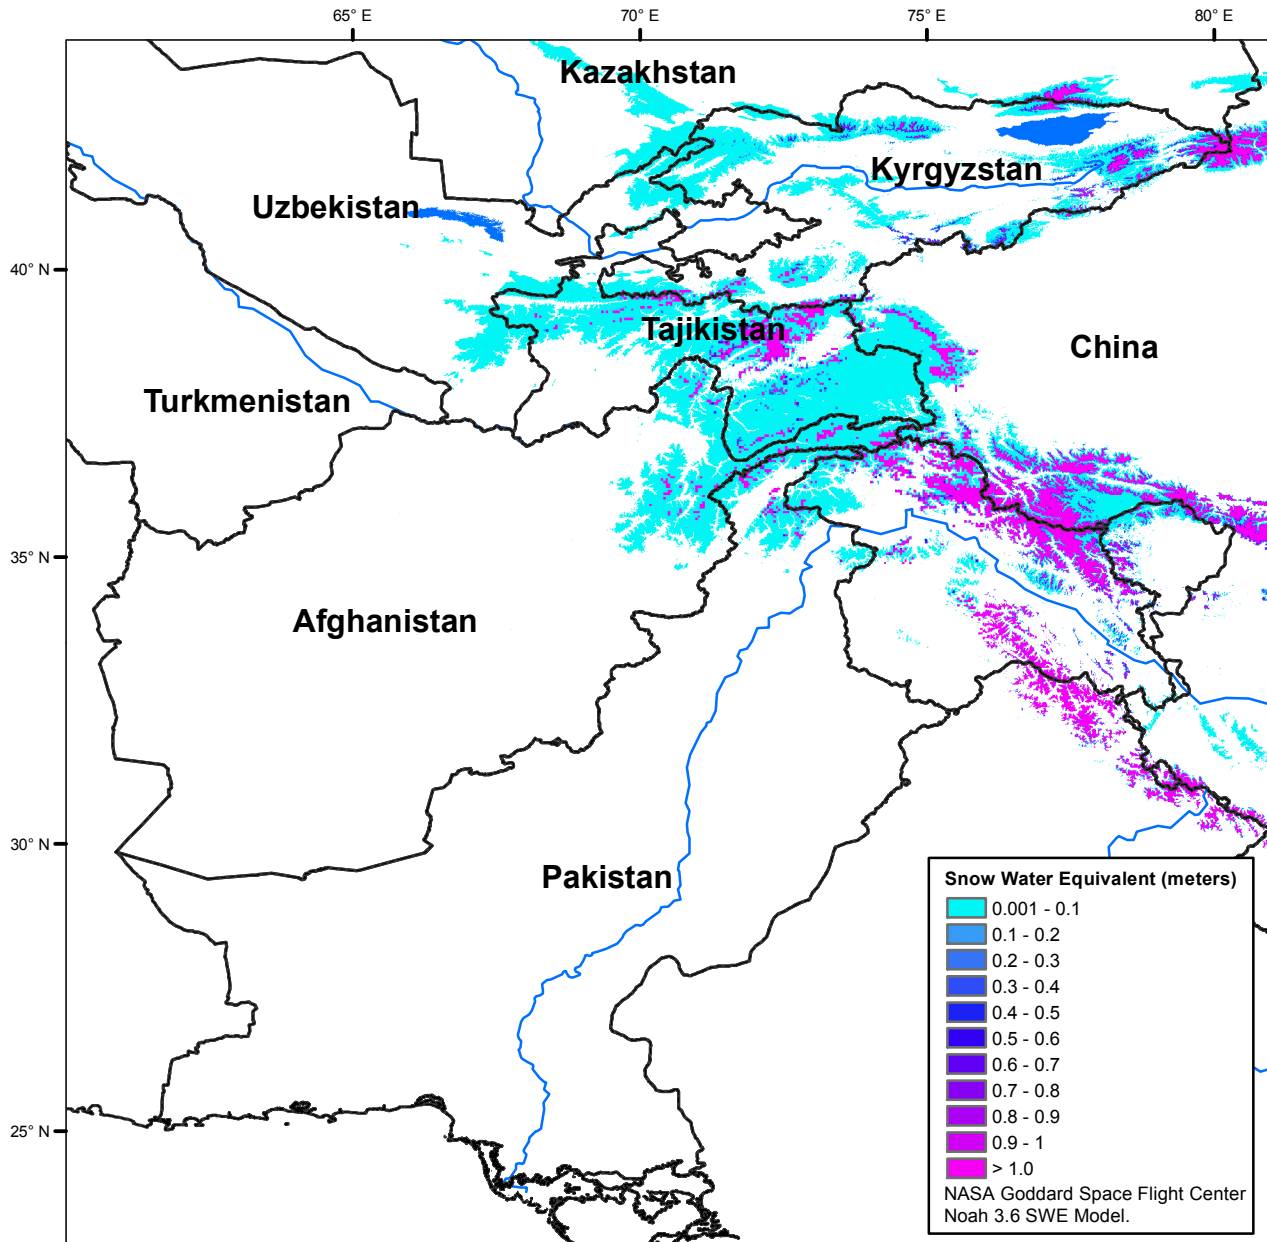 65° E
70° E
75° E
80° E
Kazakhstan
Kyrgyzstan
Uzbekistan
40° N
Tajikistan
China
Turkmenistan
35° N
Afghanistan
30° N
Pakistan
Snow Water Equivalent (meters)
0.001 - 0.1
0.1 - 0.2
0.2 - 0.3
0.3 - 0.4
0.4 - 0.5
0.5 - 0.6
0.6 - 0.7
0.7 - 0.8
0.8 - 0.9
0.9 - 1
> 1.0
25° N
NASA Goddard Space Flight Center
Noah 3.6 SWE Model.